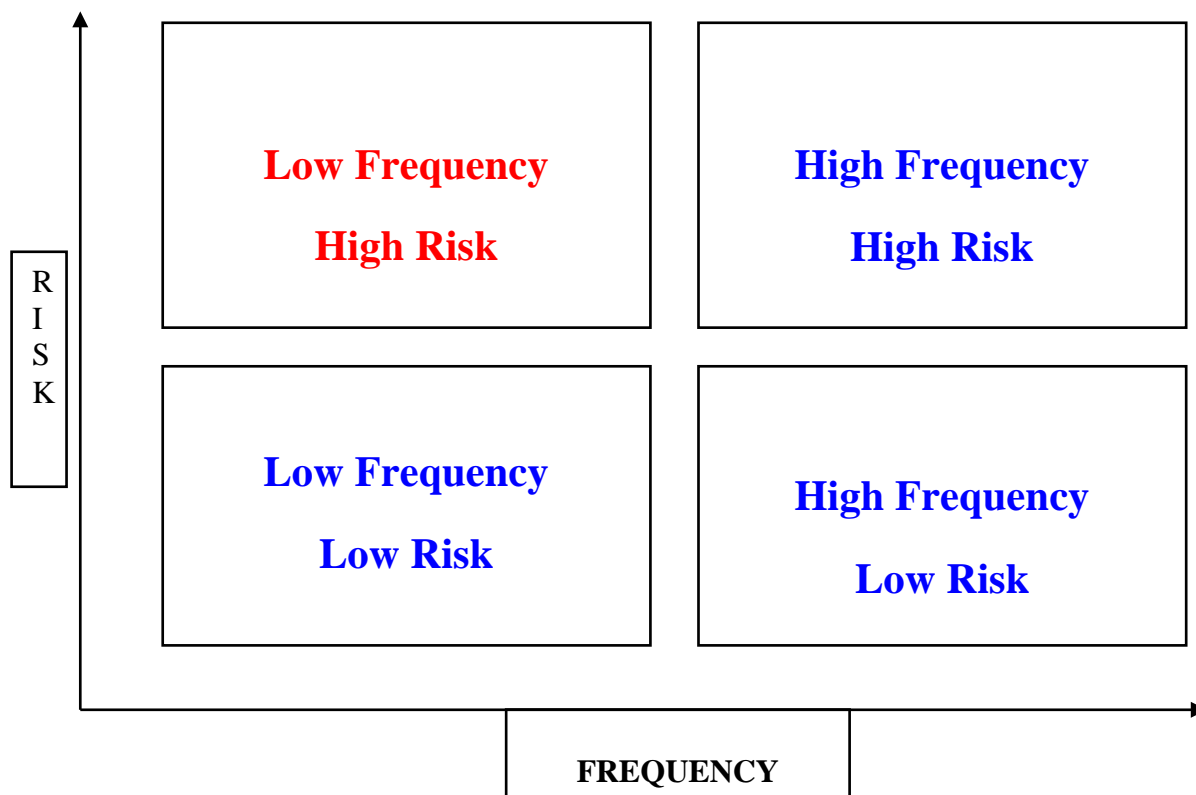 Low Frequency
High Risk
High Frequency
High Risk
R
I
S
K
Low Frequency
Low Risk
High Frequency
Low Risk
FREQUENCY